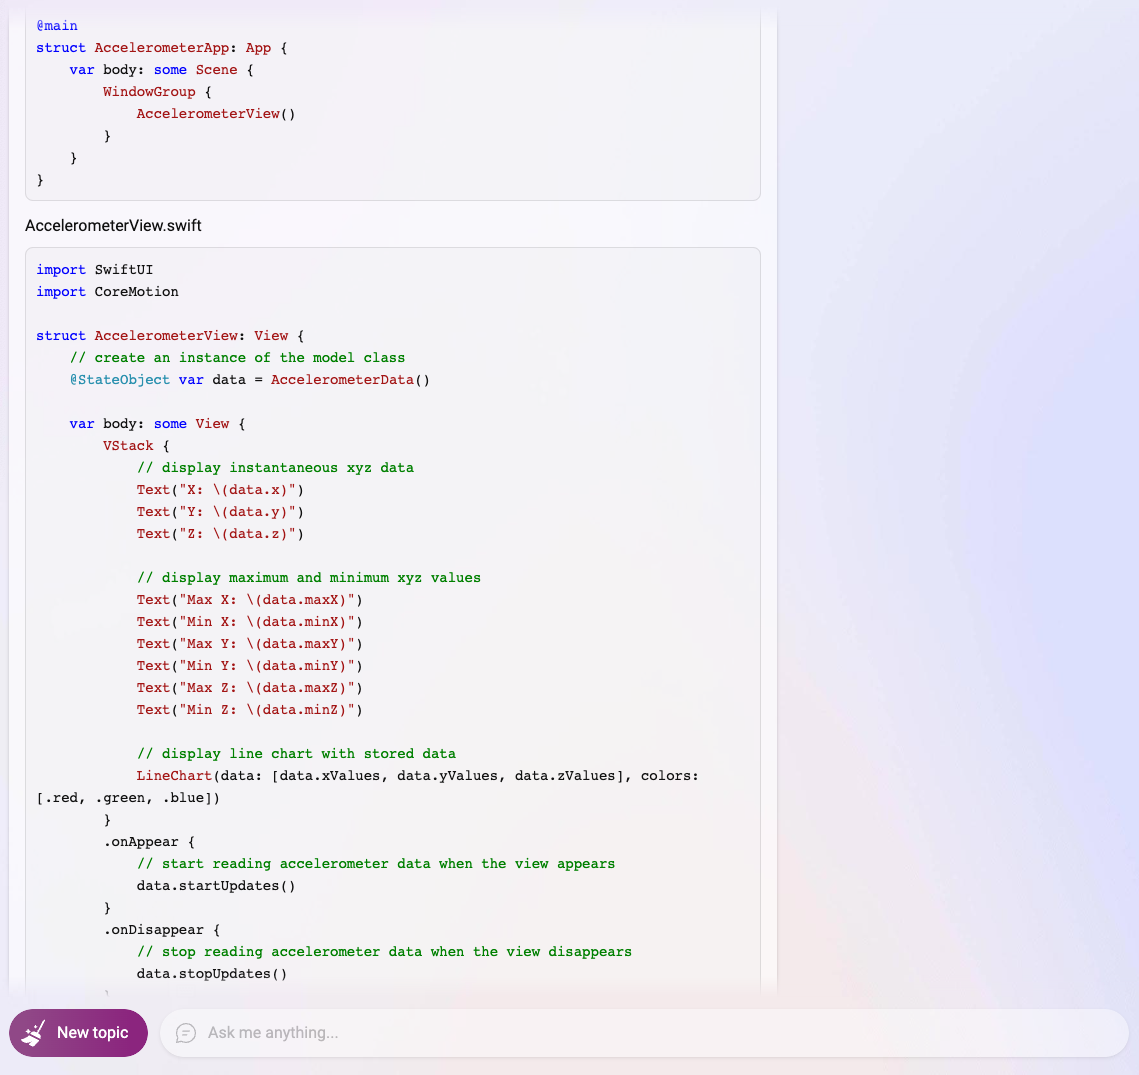 @main
struct AccelerometerApp: App {
    var body: some Scene {
        WindowGroup {
            AccelerometerView()
        }
    }
}
AccelerometerView.swift
import SwiftUI
import CoreMotion

struct AccelerometerView: View {
    // create an instance of the model class
    @StateObject var data = AccelerometerData()

    var body: some View {
        VStack {
            // display instantaneous xyz data
            Text("X: \(data.x)")
            Text("Y: \(data.y)")
            Text("Z: \(data.z)")

            // display maximum and minimum xyz values
            Text("Max X: \(data.maxX)")
            Text("Min X: \(data.minX)")
            Text("Max Y: \(data.maxY)")
            Text("Min Y: \(data.minY)")
            Text("Max Z: \(data.maxZ)")
            Text("Min Z: \(data.minZ)")

            // display line chart with stored data
            LineChart(data: [data.xValues, data.yValues, data.zValues], colors:
[.red, .green, .blue])
        }
        .onAppear {
            // start reading accelerometer data when the view appears
            data.startUpdates()
        }
        .onDisappear {
            // stop reading accelerometer data when the view disappears
            data.stopUpdates()
New topic
Ask me anything...